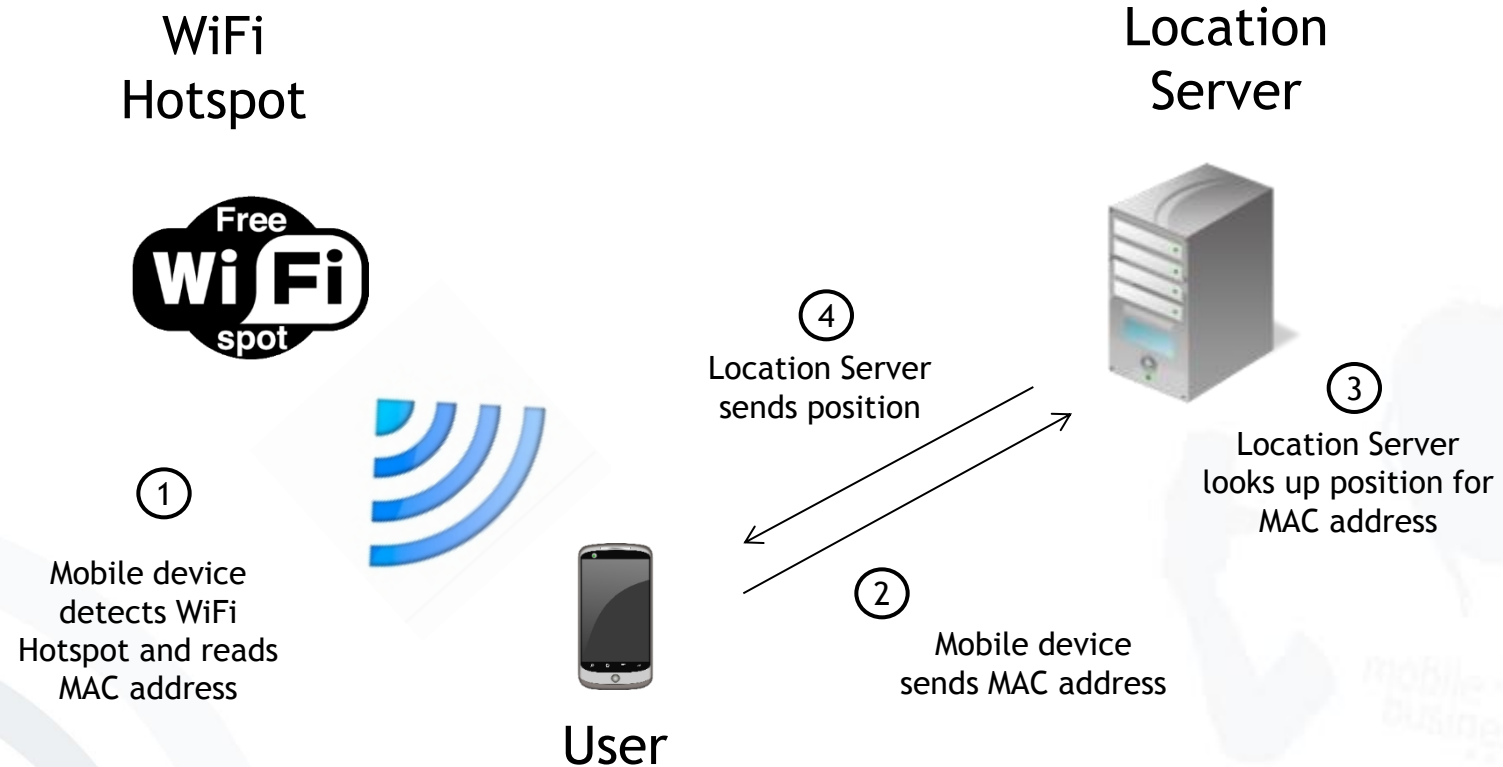 WiFi
Hotspot
Location
Server
Free
Wi Fi
spot
4
Location Server
sends position
3
Location Server
looks up position for
MAC address
1
Mobile device
detects WiFi
Hotspot and reads
MAC address
2
Mobile device
sends MAC address
User
mobile
busine